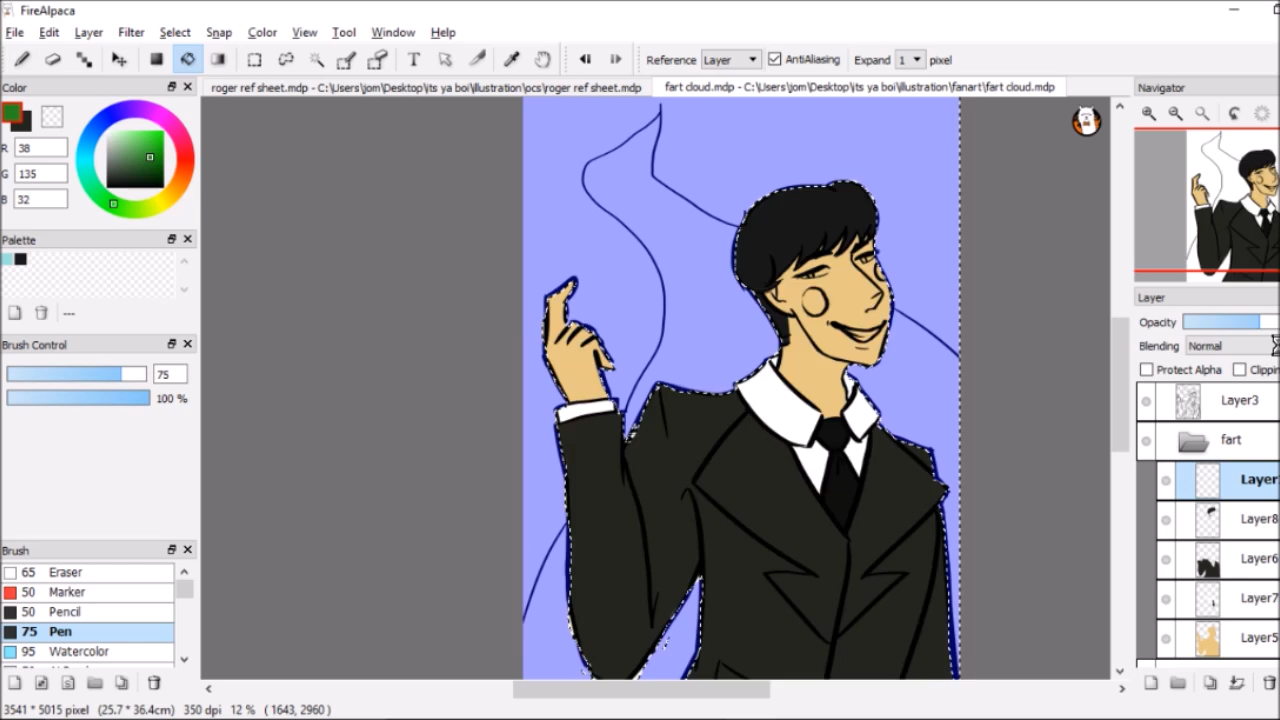 FireAlpaca
File Edit Layer Filter Select Snap Color View Tool Window Help
T Reference Layer AntiAliasing Expand 1 pixel
Color
roger ref sheet.mdp - C:\Users\jom\Desktop\its ya boi\illustration\ocs\roger ref sheet.mdp
fart cloud.mdp - C:\Users\jom\Desktop\its ya boi\illustration\fanart\fart cloud.mdp
Navigator
R 38
G 135
B 32
Palette
---
Brush Control
75
100 %
Brush
65 Eraser
50 Marker
50 Pencil
75 Pen
95 Watercolor
Layer
Opacity
Blending Normal
Protect Alpha Clippin
Layer3
fart
Layer
Layer8
Layer6
Layer7
Layer5
3541 * 5015 pixel (25.7 * 36.4cm) 350 dpi 12 % ( 1643, 2960 )